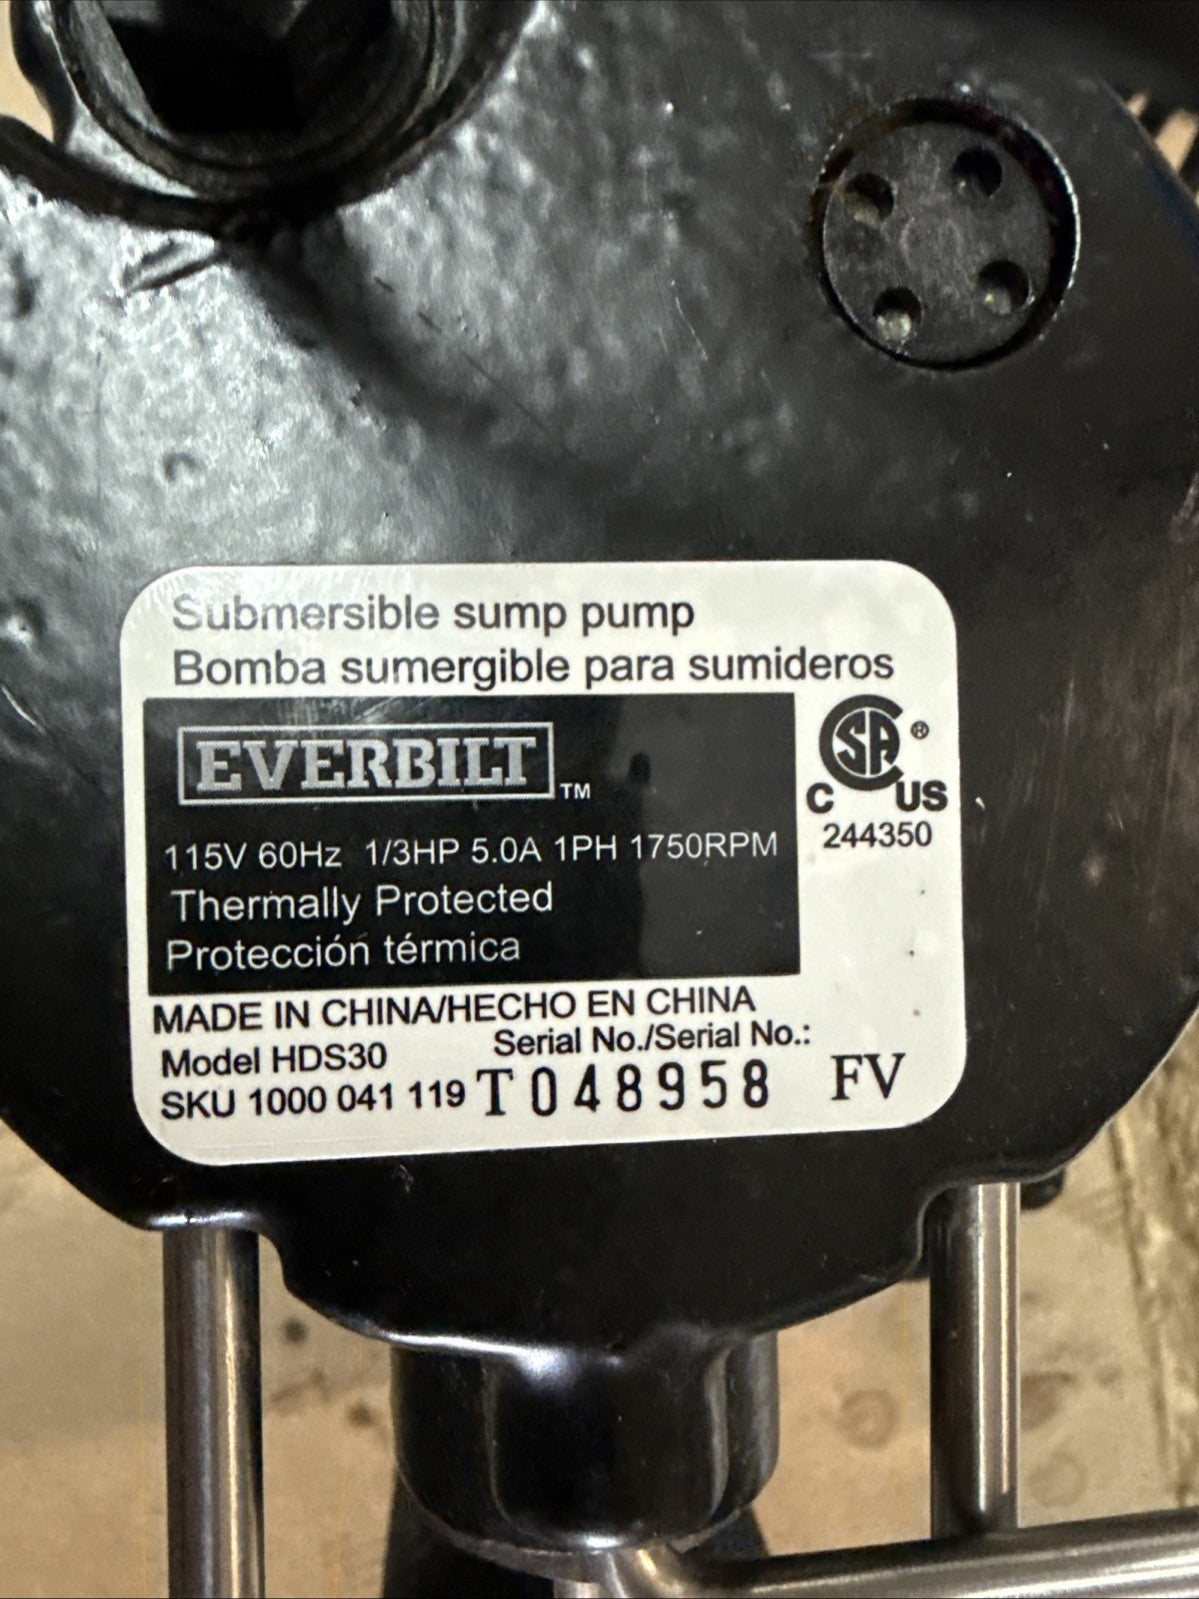 Submersible sump pump
Bomba sumergible para sumideros
EVERBILT™
115V 60Hz 1/3HP 5.0A 1PH 1750RPM
Thermally Protected
Protección térmica
CSA®
C US
244350
MADE IN CHINA/HECHO EN CHINA
Model HDS30
Serial No./Serial No.:
SKU 1000 041 119
T048958 FV